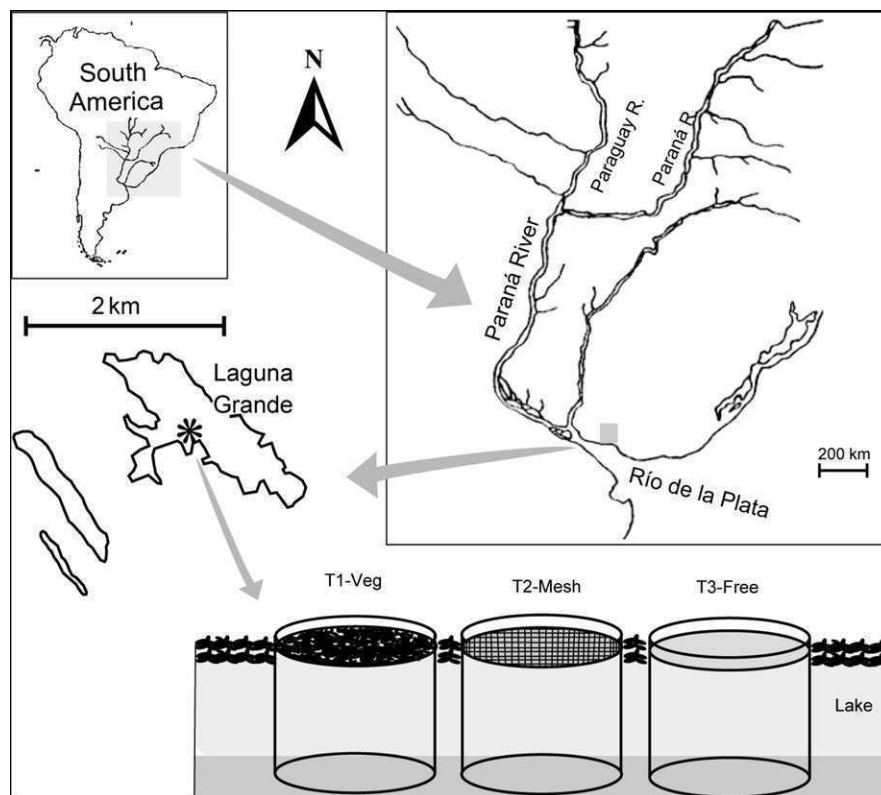 South
America
N
Paraguay R.
Paraná R.
Paraná River
200 km
Río de la Plata
2 km
Laguna
Grande
T1-Veg
T2-Mesh
T3-Free
Lake